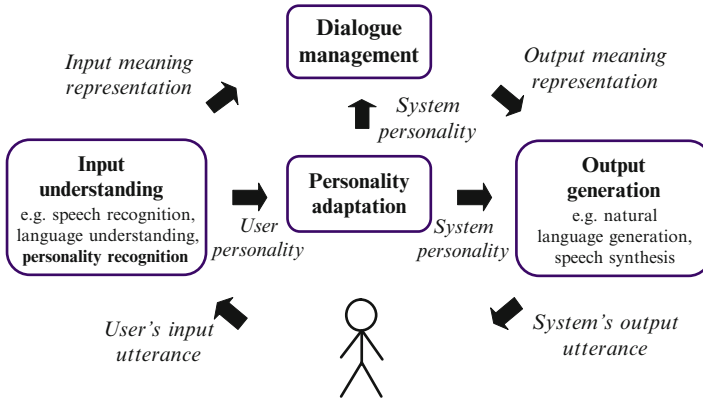 Dialogue
management
Input meaning
representation
Output meaning
representation
System
personality
Input
understanding
e.g. speech recognition,
language understanding,
personality recognition
User
personality
Personality
adaptation
System
personality
Output
generation
e.g. natural
language generation,
speech synthesis
User's input
utterance
System's output
utterance